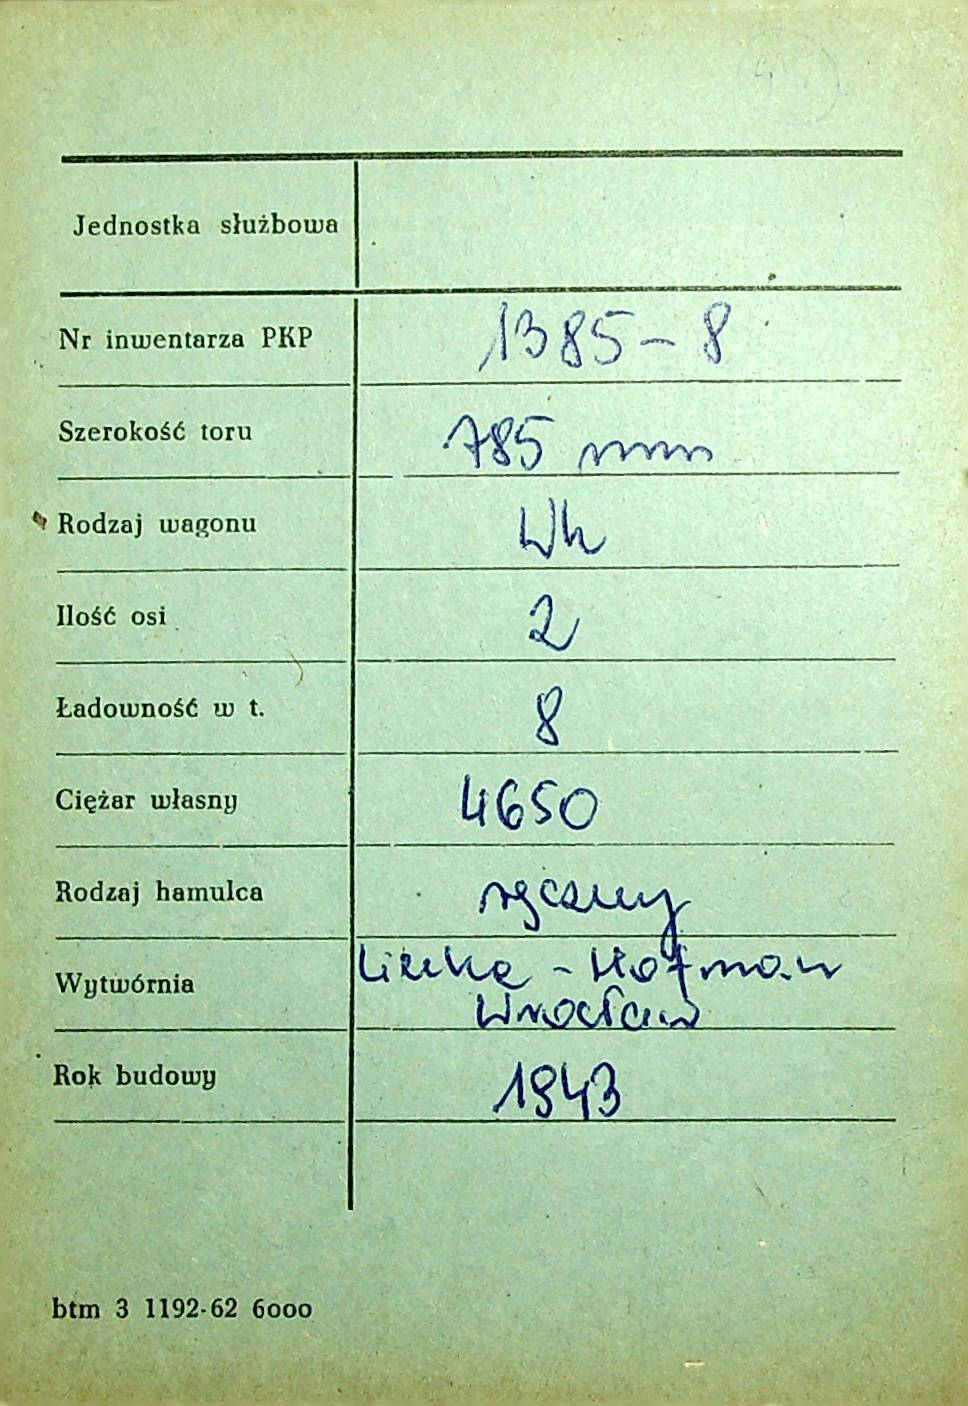 Jednostka służbowa
Nr inwentarza PKP 1385-8
Szerokość toru 785 mm
Rodzaj wagonu Wh
Ilość osi 2
Ładowność w t. 8
Ciężar własny 4650
Rodzaj hamulca ręczny
Wytwórnia Linke-Hofman
Wrocław
Rok budowy 1943
btm 3 1192-62 6000